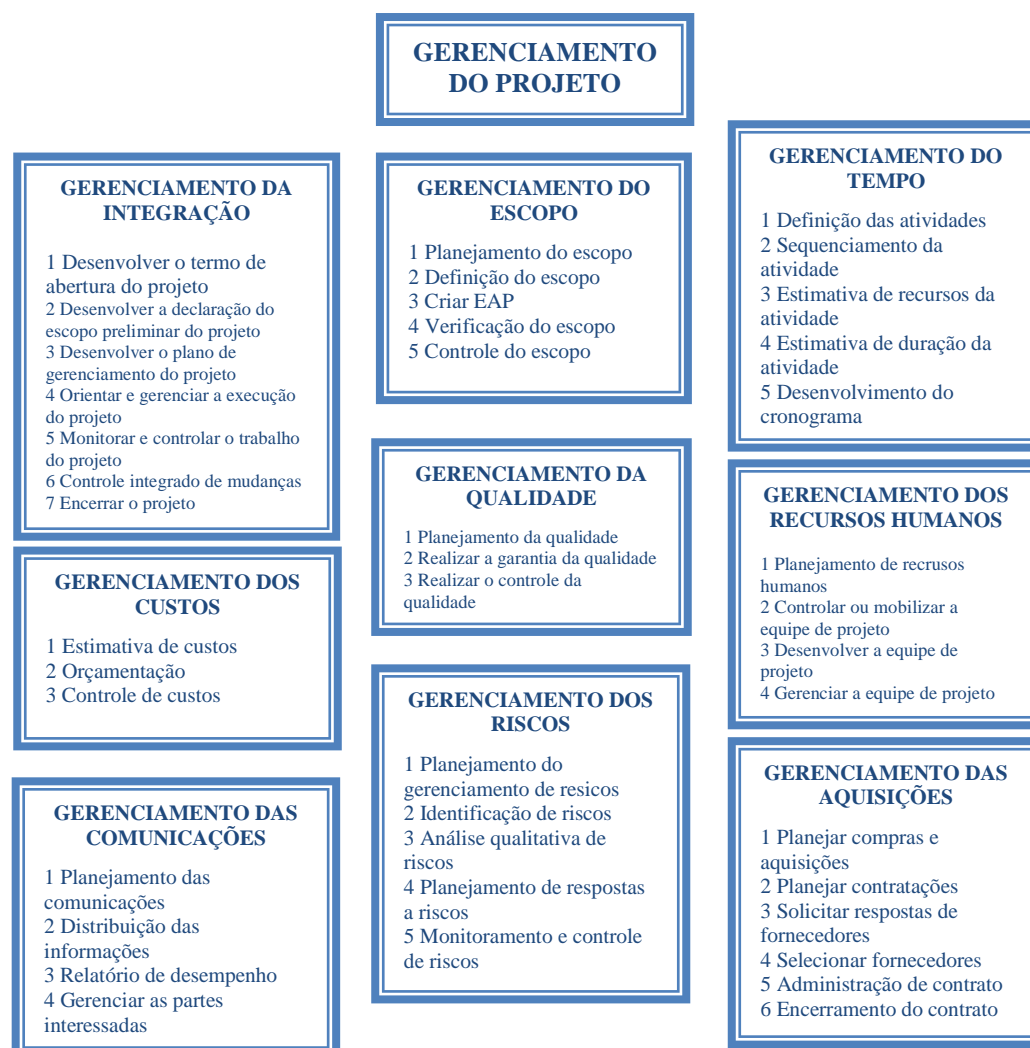 GERENCIAMENTO
DO PROJETO
GERENCIAMENTO DA
INTEGRAÇÃO
1 Desenvolver o termo de
abertura do projeto
2 Desenvolver a declaração do
escopo preliminar do projeto
3 Desenvolver o plano de
gerenciamento do projeto
4 Orientar e gerenciar a execução
do projeto
5 Monitorar e controlar o trabalho
do projeto
6 Controle integrado de mudanças
7 Encerrar o projeto
GERENCIAMENTO DO
ESCOPO
1 Planejamento do escopo
2 Definição do escopo
3 Criar EAP
4 Verificação do escopo
5 Controle do escopo
GERENCIAMENTO DO
TEMPO
1 Definição das atividades
2 Sequenciamento da
atividade
3 Estimativa de recursos da
atividade
4 Estimativa de duração da
atividade
5 Desenvolvimento do
cronograma
GERENCIAMENTO DOS
CUSTOS
1 Estimativa de custos
2 Orçamentação
3 Controle de custos
GERENCIAMENTO DA
QUALIDADE
1 Planejamento da qualidade
2 Realizar a garantia da qualidade
3 Realizar o controle da
qualidade
GERENCIAMENTO DOS
RECURSOS HUMANOS
1 Planejamento de recrusos
humanos
2 Controlar ou mobilizar a
equipe de projeto
3 Desenvolver a equipe de
projeto
4 Gerenciar a equipe de projeto
GERENCIAMENTO DAS
COMUNICAÇÕES
1 Planejamento das
comunicações
2 Distribuição das
informações
3 Relatório de desempenho
4 Gerenciar as partes
interessadas
GERENCIAMENTO DOS
RISCOS
1 Planejamento do
gerenciamento de resicos
2 Identificação de riscos
3 Análise qualitativa de
riscos
4 Planejamento de respostas
a riscos
5 Monitoramento e controle
de riscos
GERENCIAMENTO DAS
AQUISIÇÕES
1 Planejar compras e
aquisições
2 Planejar contratações
3 Solicitar respostas de
fornecedores
4 Selecionar fornecedores
5 Administração de contrato
6 Encerramento do contrato